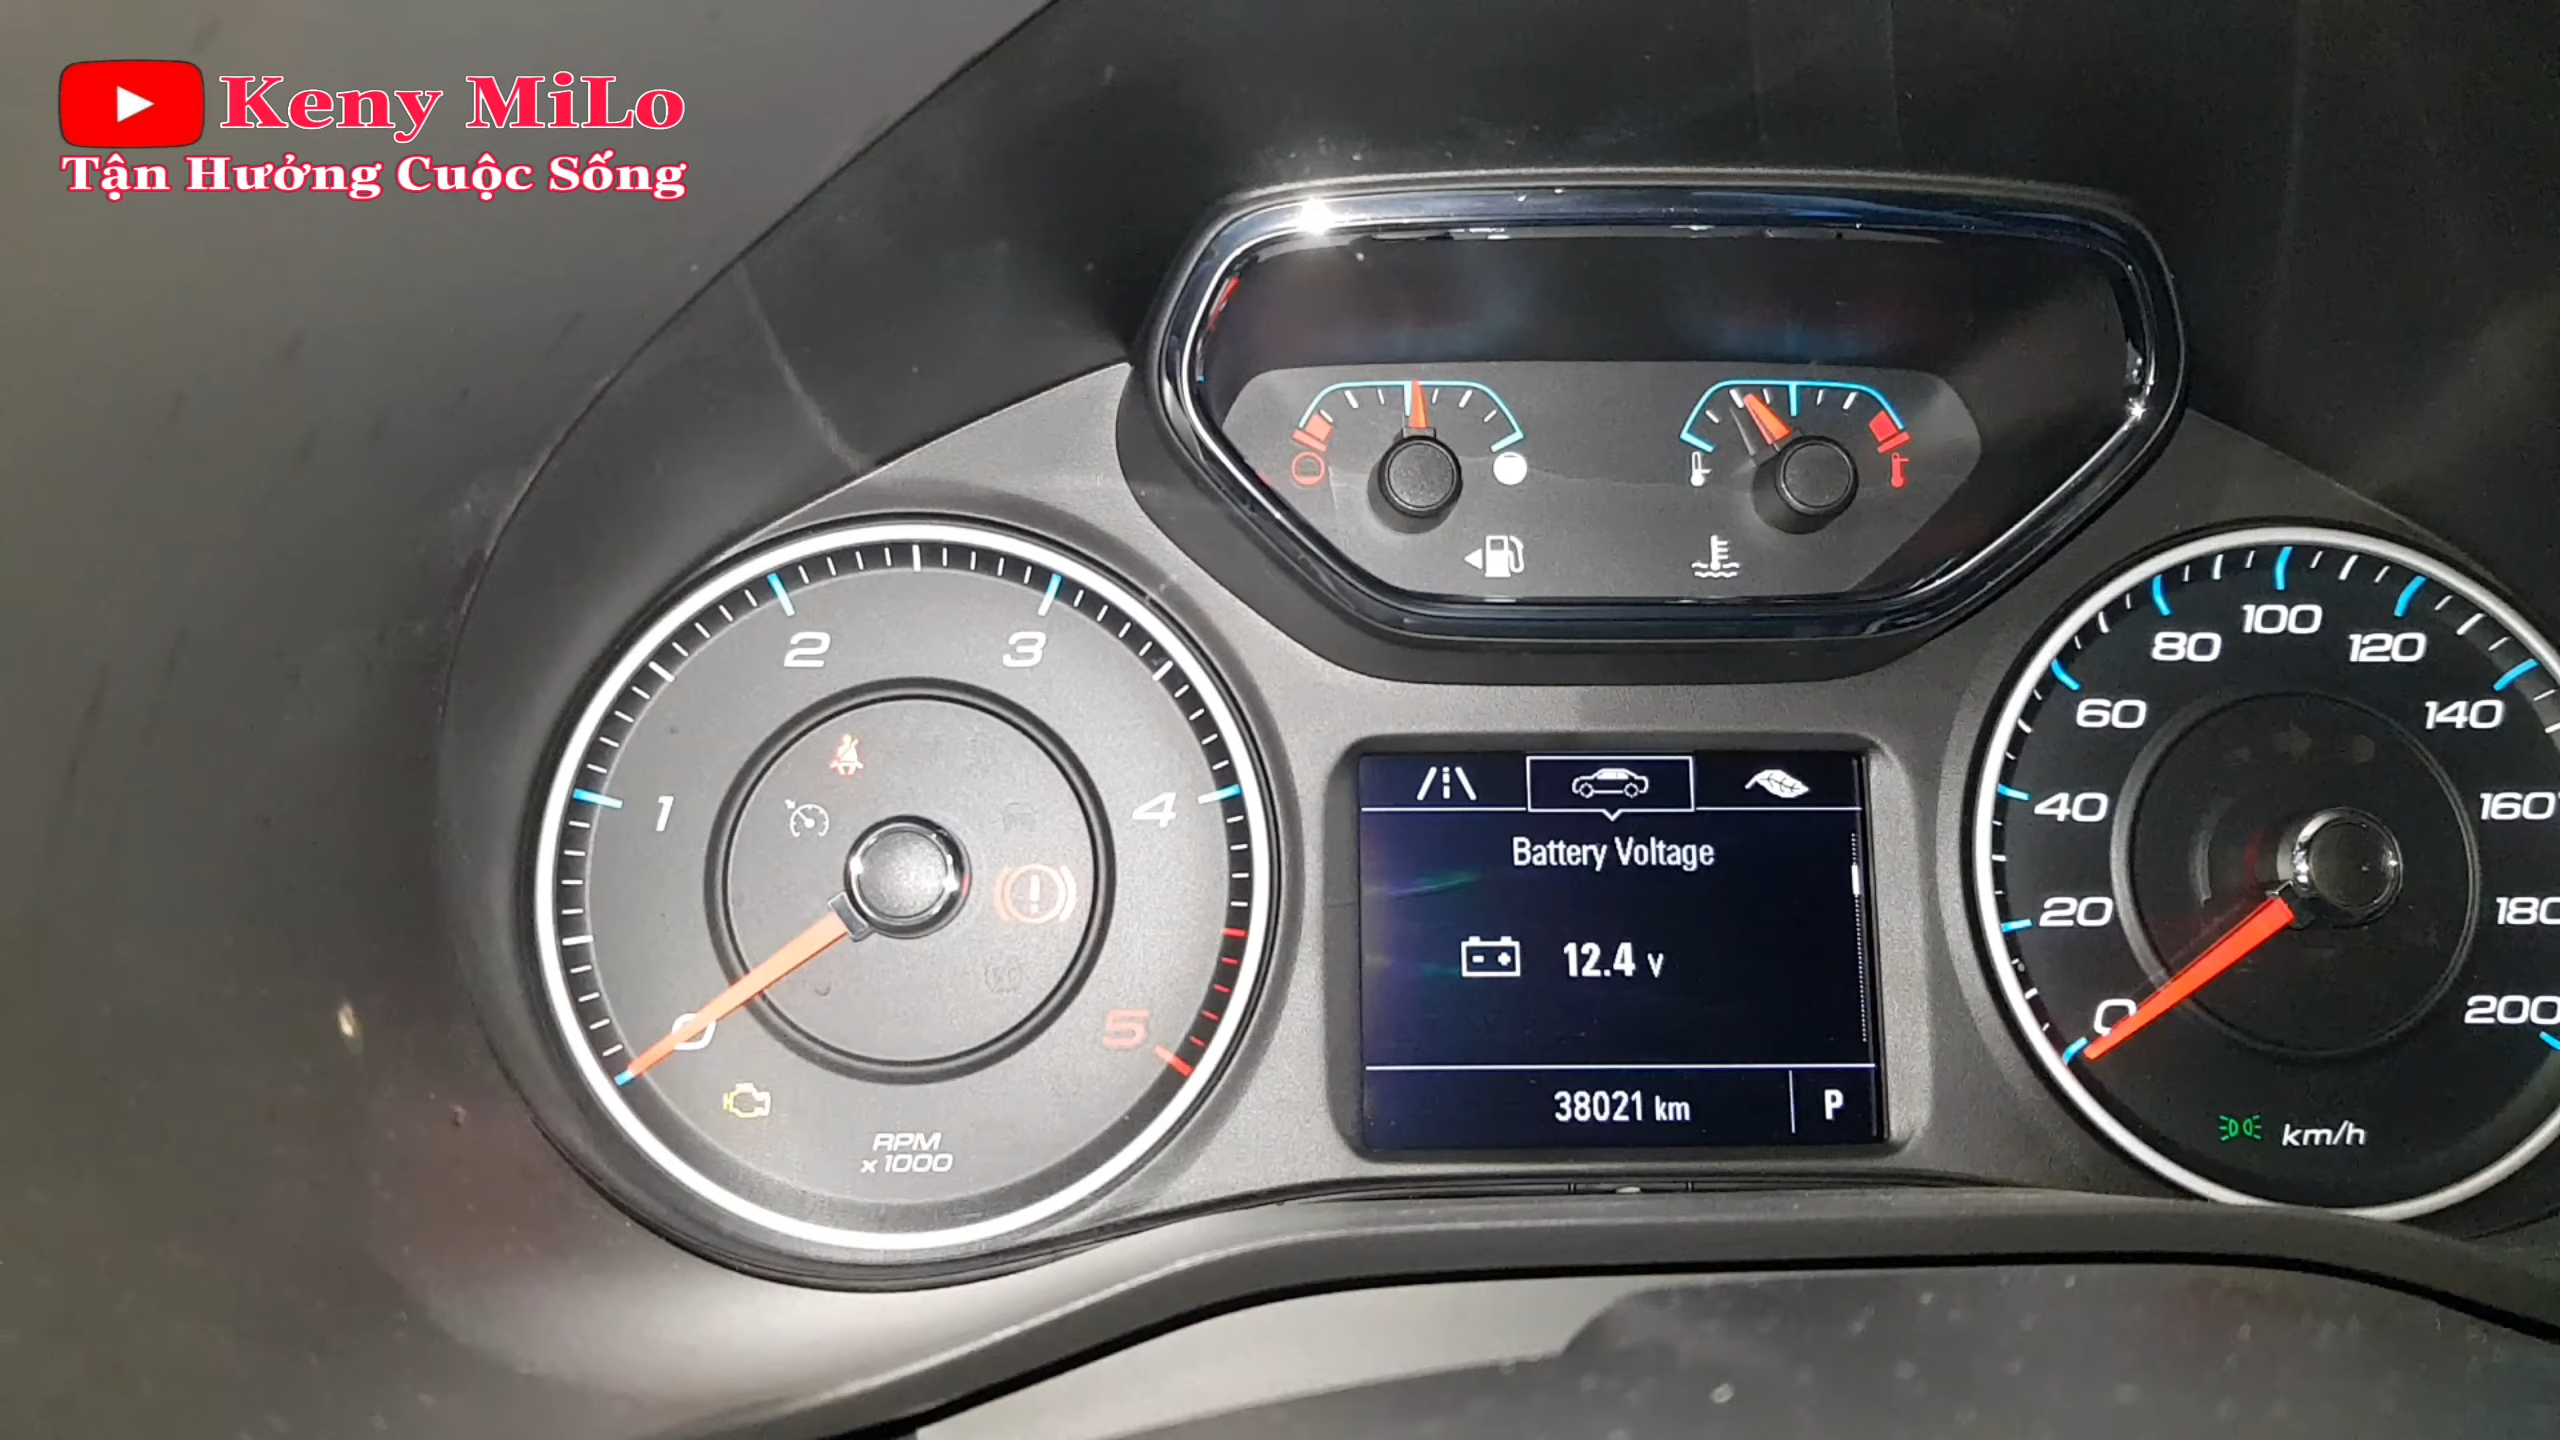 Keny MiLo
Tận Hưởng Cuộc Sống
1
2
3
4
5
0
RPM
x 1000
Battery Voltage
12.4 V
38021 km
P
0
20
40
60
80
100
120
140
160
180
200
km/h